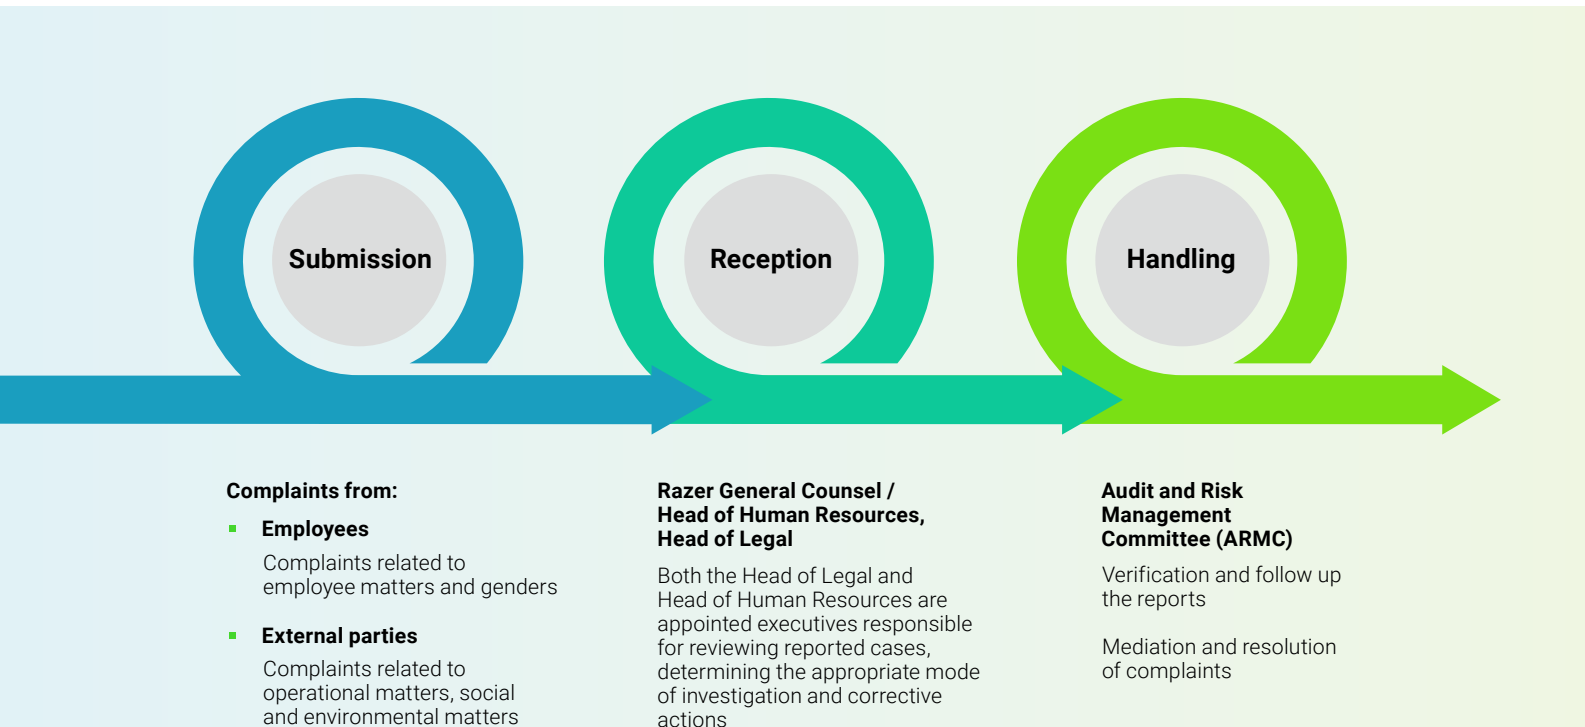 Submission
Reception
Handling
Complaints from:
Employees
Complaints related to
employee matters and genders
External parties
Complaints related to
operational matters, social
and environmental matters
Razer General Counsel /
Head of Human Resources,
Head of Legal
Both the Head of Legal and
Head of Human Resources are
appointed executives responsible
for reviewing reported cases,
determining the appropriate mode
of investigation and corrective
actions
Audit and Risk
Management
Committee (ARMC)
Verification and follow up
the reports
Mediation and resolution
of complaints